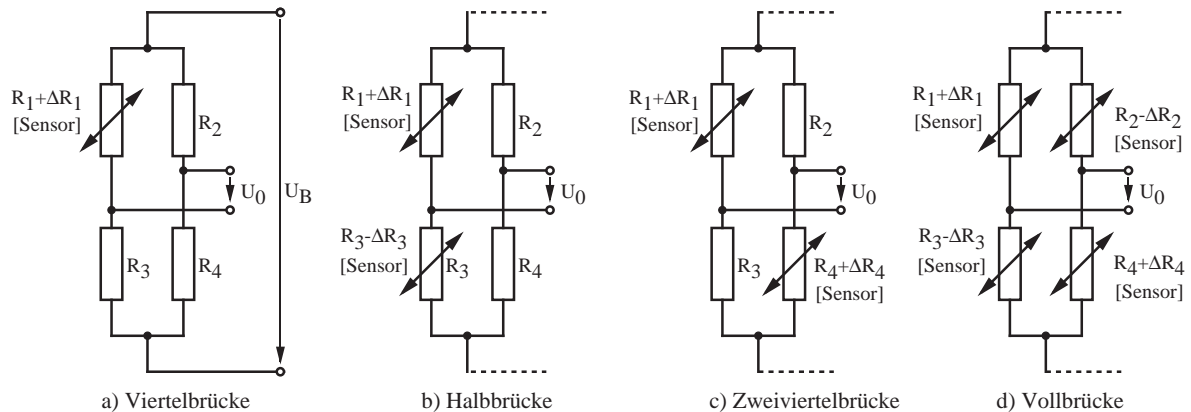 R1+ΔR1
[Sensor]
R2
U0
UB
R3
R4
a) Viertelbrücke
R1+ΔR1
[Sensor]
R2
U0
R3-ΔR3
[Sensor]
R3
R4
b) Halbbrücke
R1+ΔR1
[Sensor]
R2
U0
R3
R4+ΔR4
[Sensor]
c) Zweiviertelbrücke
R1+ΔR1
[Sensor]
R2-ΔR2
[Sensor]
U0
R3-ΔR3
[Sensor]
R4+ΔR4
[Sensor]
d) Vollbrücke